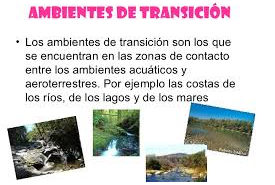 AMBIENTES DE TRANSICIÓN
• Los ambientes de transición son los que
se encuentran en las zonas de contacto
entre los ambientes acuáticos y
aeroterrestres. Por ejemplo las costas de
los ríos, de los lagos y de los mares